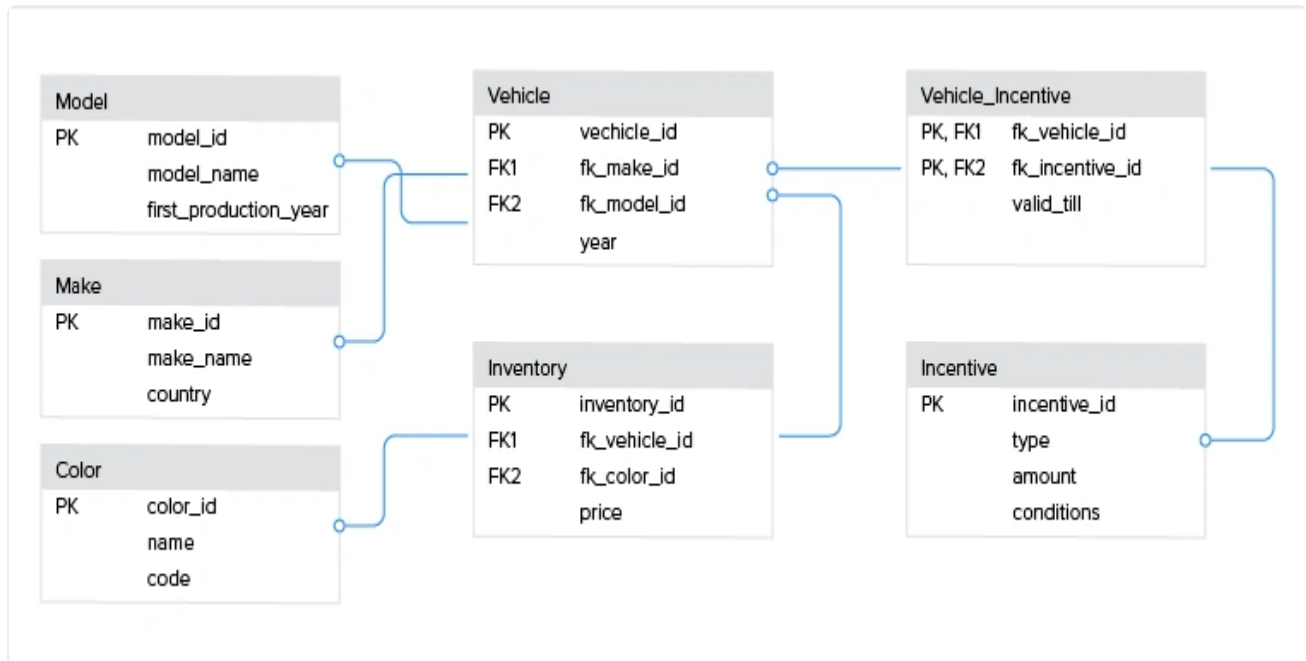 Model
PK model_id
model_name
first_production_year
Make
PK make_id
make_name
country
Color
PK color_id
name
code
Vehicle
PK vechicle_id
FK1 fk_make_id
FK2 fk_model_id
year
Inventory
PK inventory_id
FK1 fk_vehicle_id
FK2 fk_color_id
price
Vehicle_Incentive
PK, FK1 fk_vehicle_id
PK, FK2 fk_incentive_id
valid_till
Incentive
PK incentive_id
type
amount
conditions